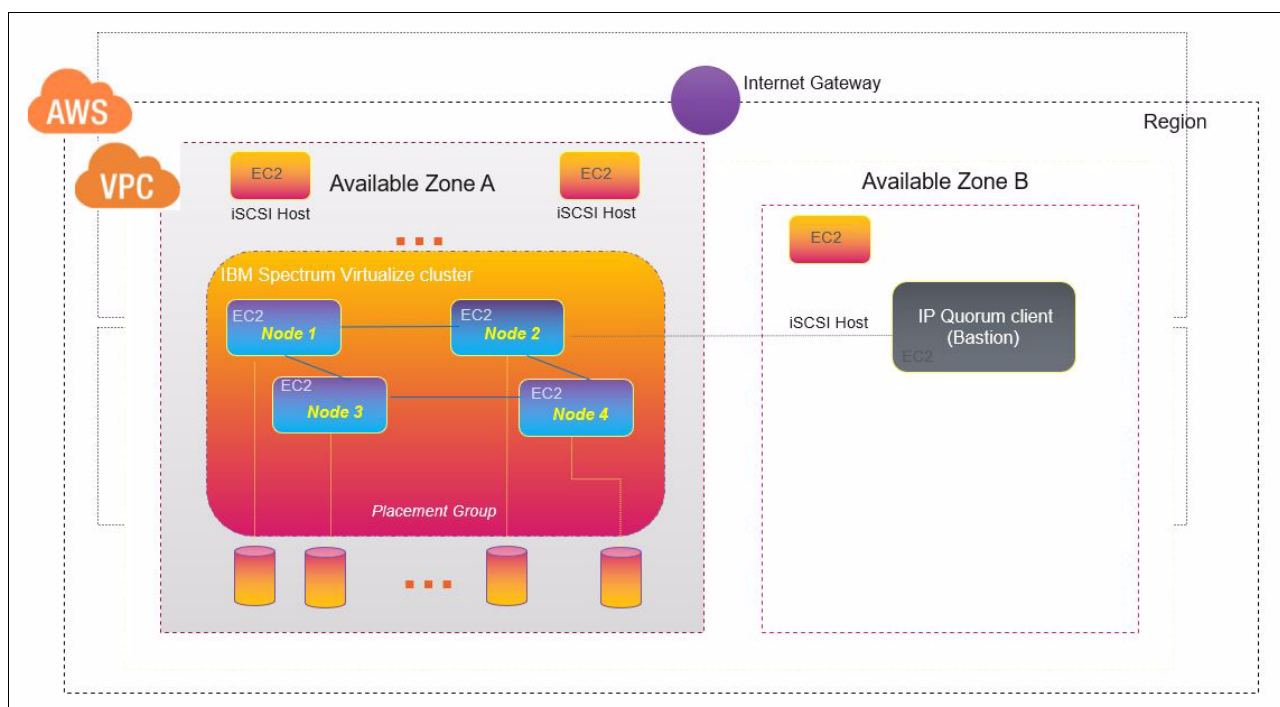 Internet Gateway
AWS
Region
VPC
EC2
Available Zone A
EC2
iSCSI Host
iSCSI Host
Available Zone B
EC2
iSCSI Host
IBM Spectrum Virtualize cluster
EC2
Node 1
EC2
Node 2
EC2
Node 3
EC2
Node 4
Placement Group
IP Quorum client
(Bastion)
EC2